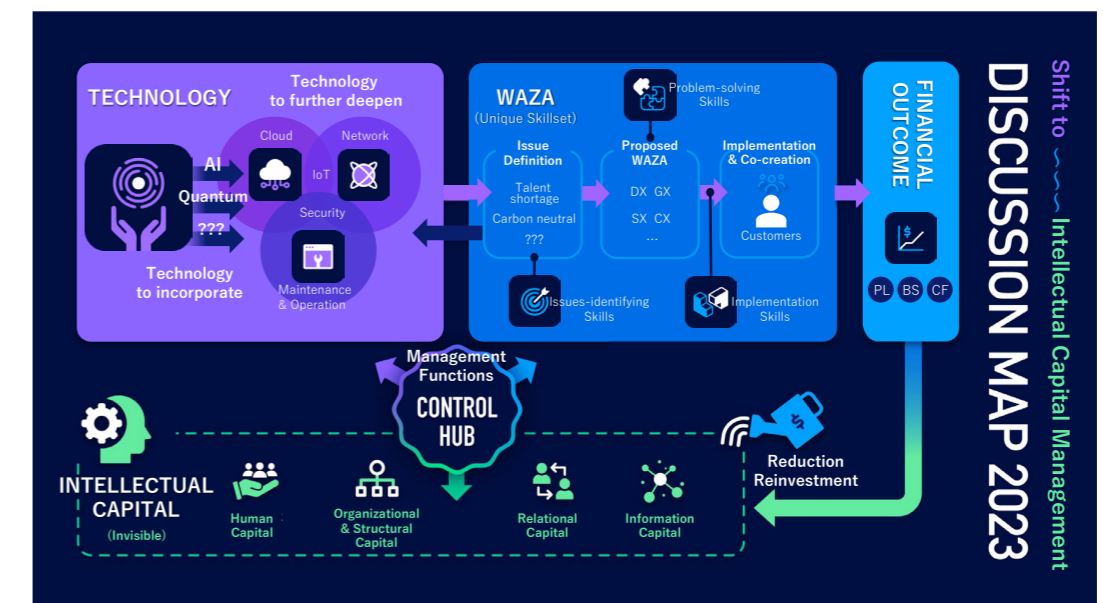 TECHNOLOGY
Technology
to further deepen
Cloud
Network
IoT
Security
Maintenance
& Operation
AI
Quantum
???
Technology
to incorporate
WAZA
(Unique Skillset)
Problem-solving
Skills
Issue
Definition
Talent
shortage
Carbon neutral
???
Proposed
WAZA
DX GX
SX CX
...
Implementation
& Co-creation
Customers
Issues-identifying
Skills
Implementation
Skills
FINANCIAL
OUTCOME
$
PL BS CF
Management
Functions
CONTROL
HUB
INTELLECTUAL
CAPITAL
(Invisible)
Human
Capital
Organizational
& Structural
Capital
Relational
Capital
Information
Capital
$
Reduction
Reinvestment
Shift to Intellectual Capital Management
DISCUSSION MAP 2023